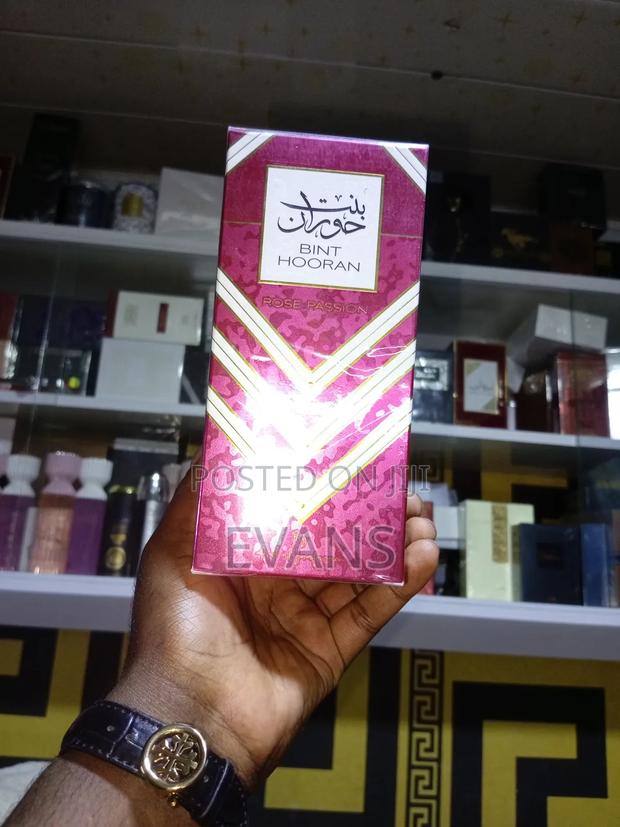 بنت
حوران
BINT
HOORAN
ROSE PASSION
POSTED ON JIJI
EVANS